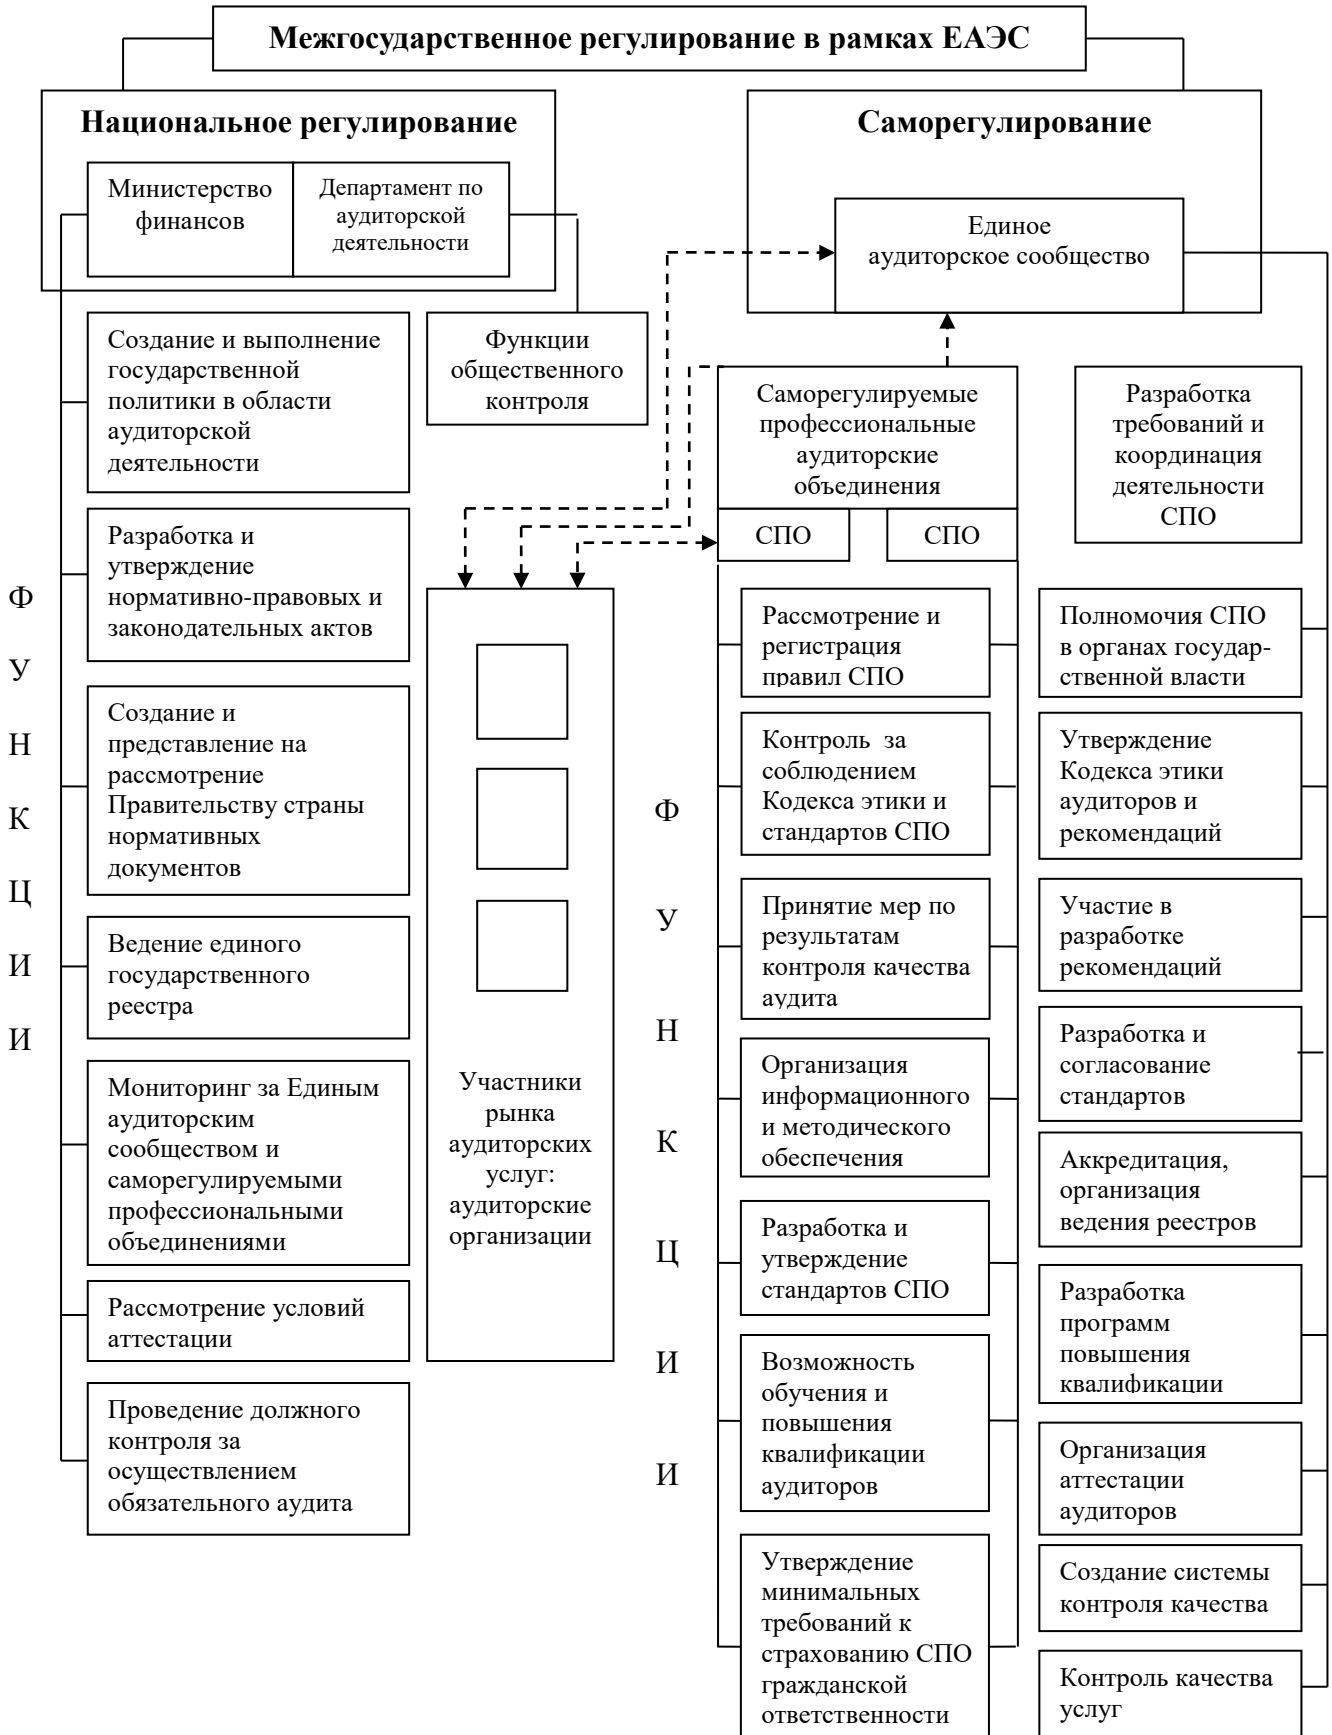 Межгосударственное регулирование в рамках ЕАЭС
Национальное регулирование
Министерство
финансов
Департамент по
аудиторской
деятельности
Саморегулирование
Единое
аудиторское сообщество
Ф
У
Н
К
Ц
И
И
Создание и выполнение
государственной
политики в области
аудиторской
деятельности
Разработка и
утверждение
нормативно-правовых и
законодательных актов
Создание и
представление на
рассмотрение
Правительству страны
нормативных
документов
Ведение единого
государственного
реестра
Мониторинг за Единым
аудиторским
сообществом и
саморегулируемыми
профессиональными
объединениями
Рассмотрение условий
аттестации
Проведение должного
контроля за
осуществлением
обязательного аудита
Функции
общественного
контроля
Участники
рынка
аудиторских
услуг:
аудиторские
организации
Саморегулируемые
профессиональные
аудиторские
объединения
СПО
СПО
Ф
У
Н
К
Ц
И
И
Рассмотрение и
регистрация
правил СПО
Контроль за
соблюдением
Кодекса этики и
стандартов СПО
Принятие мер по
результатам
контроля качества
аудита
Организация
информационного
и методического
обеспечения
Разработка и
утверждение
стандартов СПО
Возможность
обучения и
повышения
квалификации
аудиторов
Утверждение
минимальных
требований к
страхованию СПО
гражданской
ответственности
Разработка
требований и
координация
деятельности
СПО
Полномочия СПО
в органах государ-
ственной власти
Утверждение
Кодекса этики
аудиторов и
рекомендаций
Участие в
разработке
рекомендаций
Разработка и
согласование
стандартов
Аккредитация,
организация
ведения реестров
Разработка
программ
повышения
квалификации
Организация
аттестации
аудиторов
Создание системы
контроля качества
Контроль качества
услуг